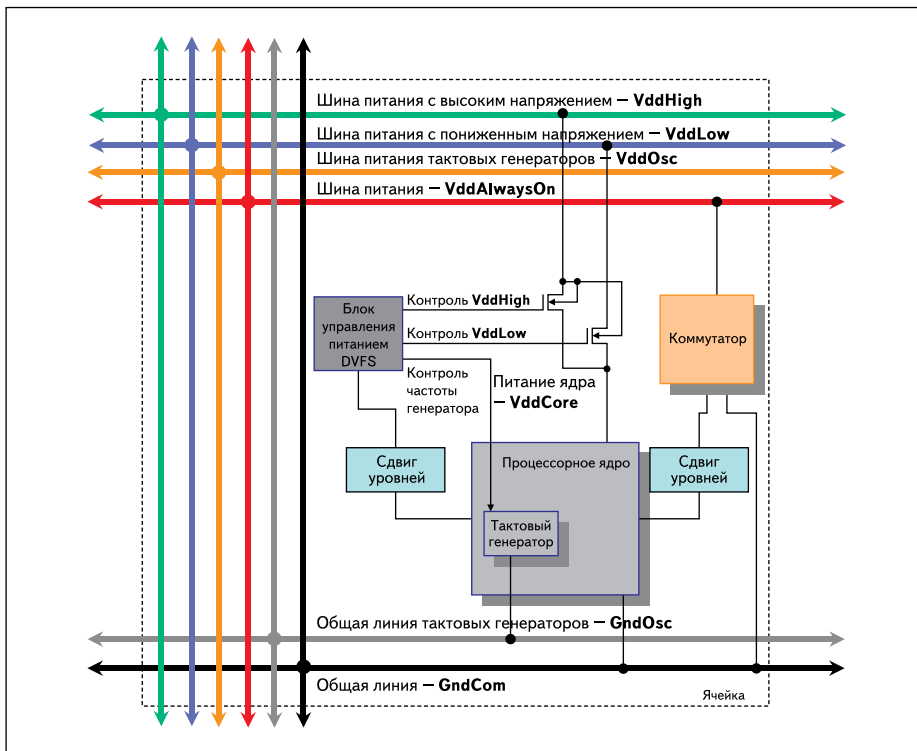 Шина питания с высоким напряжением — VddHigh
Шина питания с пониженным напряжением — VddLow
Шина питания тактовых генераторов — VddOsc
Шина питания — VddAlwaysOn
Блок
управления
питанием
DVFS
Контроль VddHigh
Контроль VddLow
Контроль
частоты
генератора
Питание ядра
— VddCore
Коммутатор
Сдвиг
уровней
Процессорное ядро
Сдвиг
уровней
Тактовый
генератор
Общая линия тактовых генераторов — GndOsc
Общая линия — GndCom
Ячейка